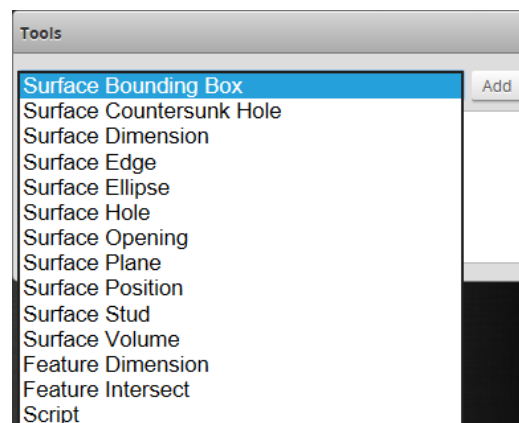 Tools
Surface Bounding Box
Add
Surface Countersunk Hole
Surface Dimension
Surface Edge
Surface Ellipse
Surface Hole
Surface Opening
Surface Plane
Surface Position
Surface Stud
Surface Volume
Feature Dimension
Feature Intersect
Script